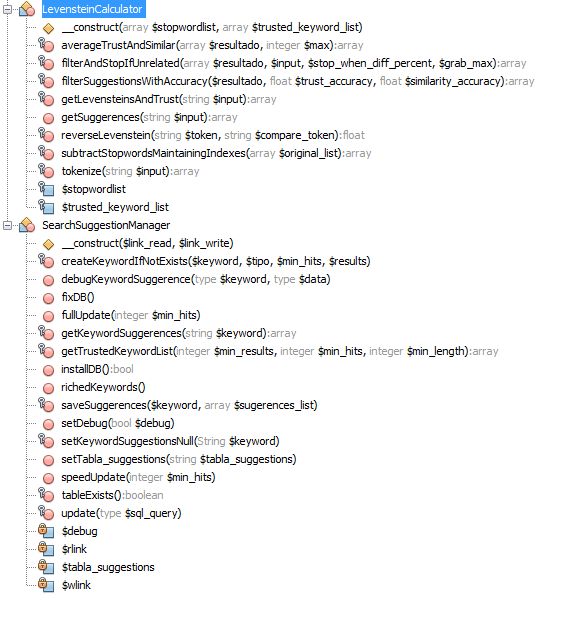 LevensteinCalculator
__construct(array $stopwordlist, array $trusted_keyword_list)
averageTrustAndSimilar(array $resultado, integer $max):array
filterAndStopIfUnrelated(array $resultado, $input, $stop_when_diff_percent, $grab_max):array
filterSuggestionsWithAccuracy($resultado, float $trust_accuracy, float $similarity_accuracy):array
getLevensteinsAndTrust(string $input):array
getSuggerences(string $input):array
reverseLevenstein(string $token, string $compare_token):float
subtractStopwordsMaintainingIndexes(array $original_list):array
tokenize(string $input):array
$stopwordlist
$trusted_keyword_list
SearchSuggestionManager
__construct($link_read, $link_write)
createKeywordIfNotExists($keyword, $tipo, $min_hits, $results)
debugKeywordSuggerence(type $keyword, type $data)
fixDB()
fullUpdate(integer $min_hits)
getKeywordSuggerences(string $keyword):array
getTrustedKeywordList(integer $min_results, integer $min_hits, integer $min_length):array
installDB():bool
richedKeywords()
saveSuggerences($keyword, array $sugerences_list)
setDebug(bool $debug)
setKeywordSuggestionsNull(String $keyword)
setTabla_suggestions(string $tabla_suggestions)
speedUpdate(integer $min_hits)
tableExists():boolean
update(type $sql_query)
$debug
$rlink
$tabla_suggestions
$wlink